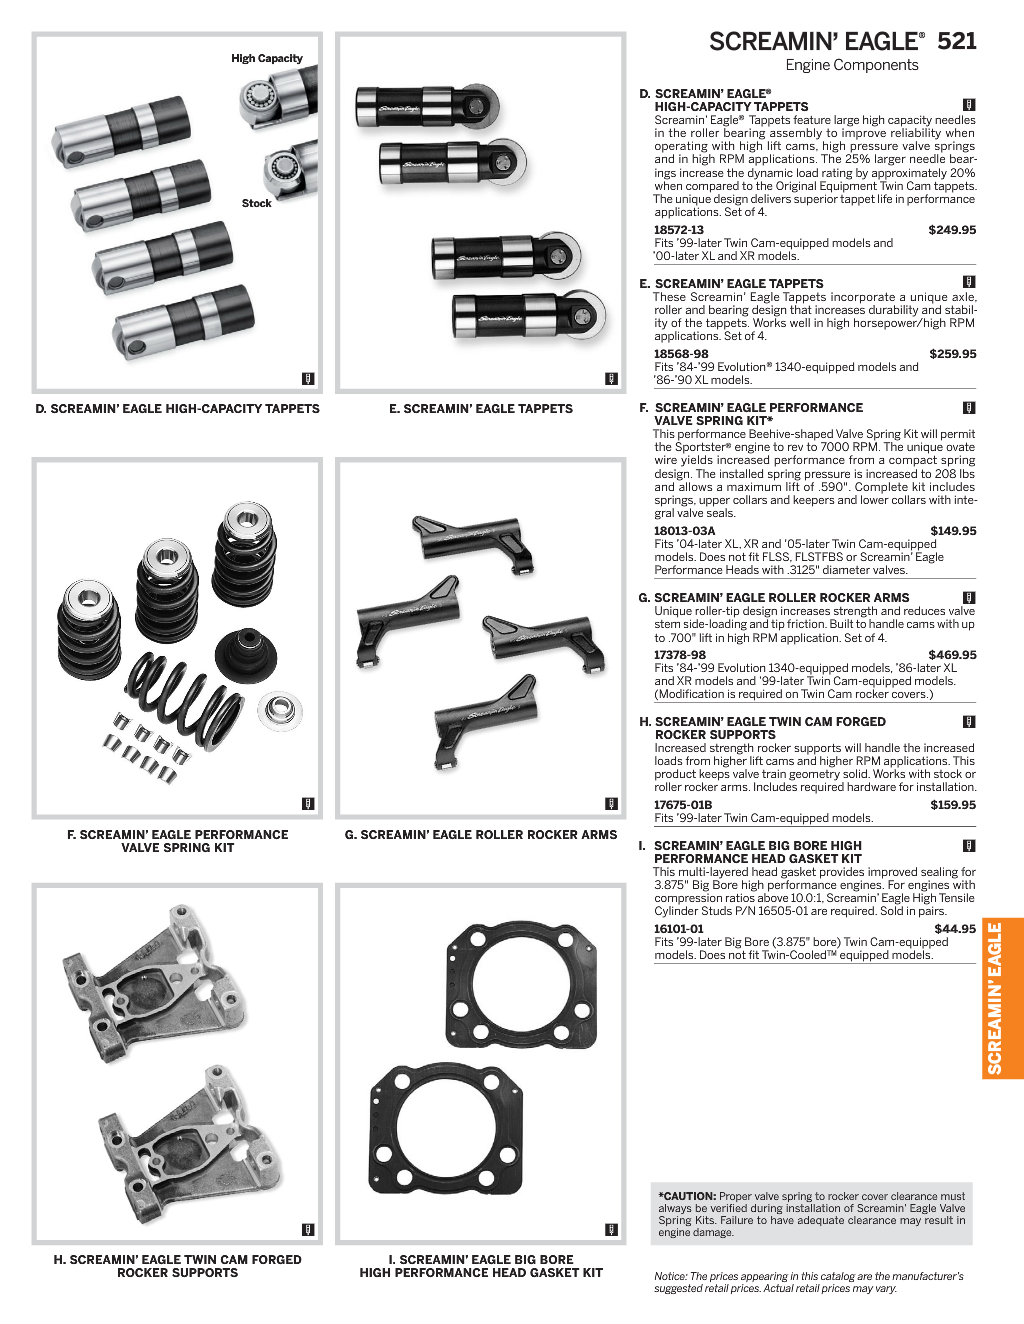 SCREAMIN’ EAGLE® 521
Engine Components
High Capacity
Stock
D. SCREAMIN’ EAGLE HIGH-CAPACITY TAPPETS
Screamin’ Eagle
Screamin’ Eagle
Screamin’ Eagle
Screamin’ Eagle
E. SCREAMIN’ EAGLE TAPPETS
F. SCREAMIN’ EAGLE PERFORMANCE
VALVE SPRING KIT
Screamin’ Eagle
Screamin’ Eagle
Screamin’ Eagle
Screamin’ Eagle
G. SCREAMIN’ EAGLE ROLLER ROCKER ARMS
H. SCREAMIN’ EAGLE TWIN CAM FORGED
ROCKER SUPPORTS
I. SCREAMIN’ EAGLE BIG BORE
HIGH PERFORMANCE HEAD GASKET KIT
D. SCREAMIN’ EAGLE®
HIGH-CAPACITY TAPPETS
Screamin’ Eagle® Tappets feature large high capacity needles
in the roller bearing assembly to improve reliability when
operating with high lift cams, high pressure valve springs
and in high RPM applications. The 25% larger needle bear-
ings increase the dynamic load rating by approximately 20%
when compared to the Original Equipment Twin Cam tappets.
The unique design delivers superior tappet life in performance
applications. Set of 4.
18572-13 $249.95
Fits ’99-later Twin Cam-equipped models and
’00-later XL and XR models.
E. SCREAMIN’ EAGLE TAPPETS
These Screamin’ Eagle Tappets incorporate a unique axle,
roller and bearing design that increases durability and stabil-
ity of the tappets. Works well in high horsepower/high RPM
applications. Set of 4.
18568-98 $259.95
Fits ’84-’99 Evolution® 1340-equipped models and
’86-’90 XL models.
F. SCREAMIN’ EAGLE PERFORMANCE
VALVE SPRING KIT*
This performance Beehive-shaped Valve Spring Kit will permit
the Sportster® engine to rev to 7000 RPM. The unique ovate
wire yields increased performance from a compact spring
design. The installed spring pressure is increased to 208 lbs
and allows a maximum lift of .590". Complete kit includes
springs, upper collars and keepers and lower collars with inte-
gral valve seals.
18013-03A $149.95
Fits ’04-later XL, XR and ’05-later Twin Cam-equipped
models. Does not fit FLSS, FLSTFBS or Screamin’ Eagle
Performance Heads with .3125" diameter valves.
G. SCREAMIN’ EAGLE ROLLER ROCKER ARMS
Unique roller-tip design increases strength and reduces valve
stem side-loading and tip friction. Built to handle cams with up
to .700" lift in high RPM application. Set of 4.
17378-98 $469.95
Fits ’84-’99 Evolution 1340-equipped models, ’86-later XL
and XR models and ’99-later Twin Cam-equipped models.
(Modification is required on Twin Cam rocker covers.)
H. SCREAMIN’ EAGLE TWIN CAM FORGED
ROCKER SUPPORTS
Increased strength rocker supports will handle the increased
loads from higher lift cams and higher RPM applications. This
product keeps valve train geometry solid. Works with stock or
roller rocker arms. Includes required hardware for installation.
17675-01B $159.95
Fits ’99-later Twin Cam-equipped models.
I. SCREAMIN’ EAGLE BIG BORE HIGH
PERFORMANCE HEAD GASKET KIT
This multi-layered head gasket provides improved sealing for
3.875" Big Bore high performance engines. For engines with
compression ratios above 10.0:1, Screamin’ Eagle High Tensile
Cylinder Studs P/N 16505-01 are required. Sold in pairs.
16101-01 $44.95
Fits ’99-later Big Bore (3.875" bore) Twin Cam-equipped
models. Does not fit Twin-Cooled™ equipped models.
SCREAMIN’ EAGLE
*CAUTION: Proper valve spring to rocker cover clearance must
always be verified during installation of Screamin’ Eagle Valve
Spring Kits. Failure to have adequate clearance may result in
engine damage.
Notice: The prices appearing in this catalog are the manufacturer’s
suggested retail prices. Actual retail prices may vary.